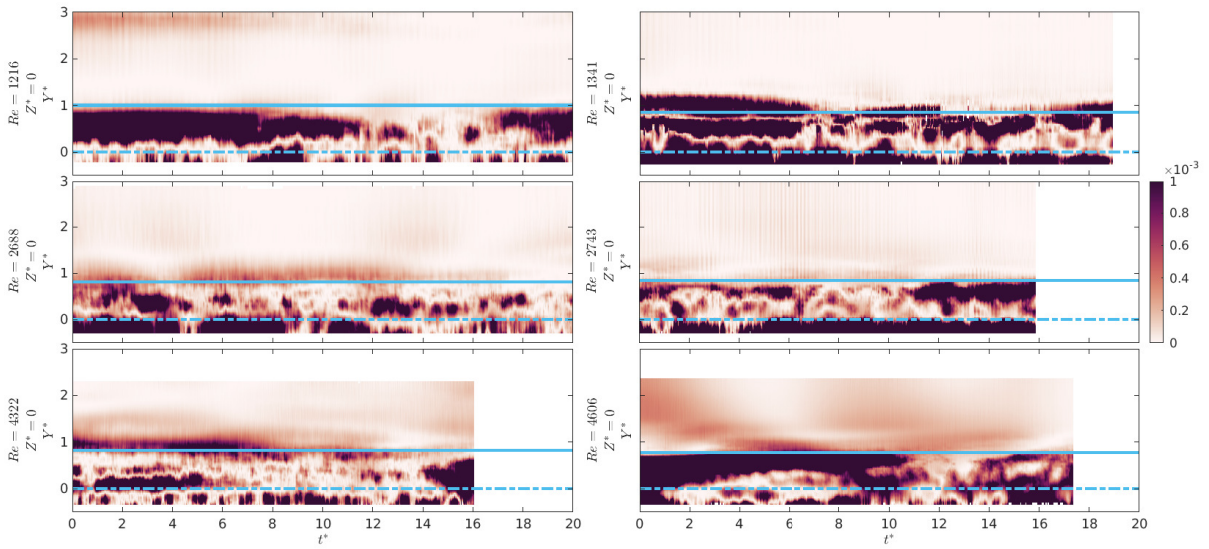 3
2
1
0
Re = 1216
Z* = 0
Y*
Re = 1341
Z* = 0
Y*
3
2
1
0
Re = 2688
Z* = 0
Y*
Re = 2743
Z* = 0
Y*
×10⁻³
1
0.8
0.6
0.4
0.2
0
3
2
1
0
Re = 4322
Z* = 0
Y*
Re = 4606
Z* = 0
Y*
0 2 4 6 8 10 12 14 16 18 20
t*
0 2 4 6 8 10 12 14 16 18 20
t*